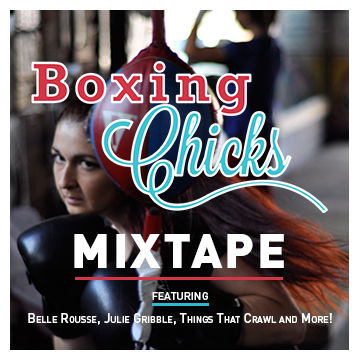 Boxing
Chicks
MIXTAPE
FEATURING
Belle Rousse, Julie Gribble, Things That Crawl and More!